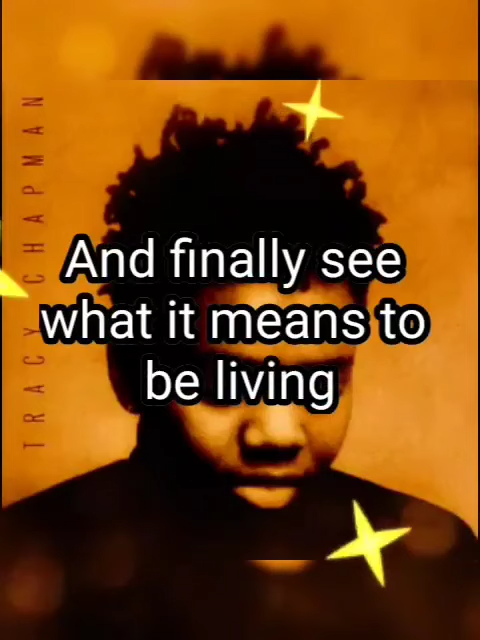 TRACY CHAPMAN
And finally see
what it means to
be living